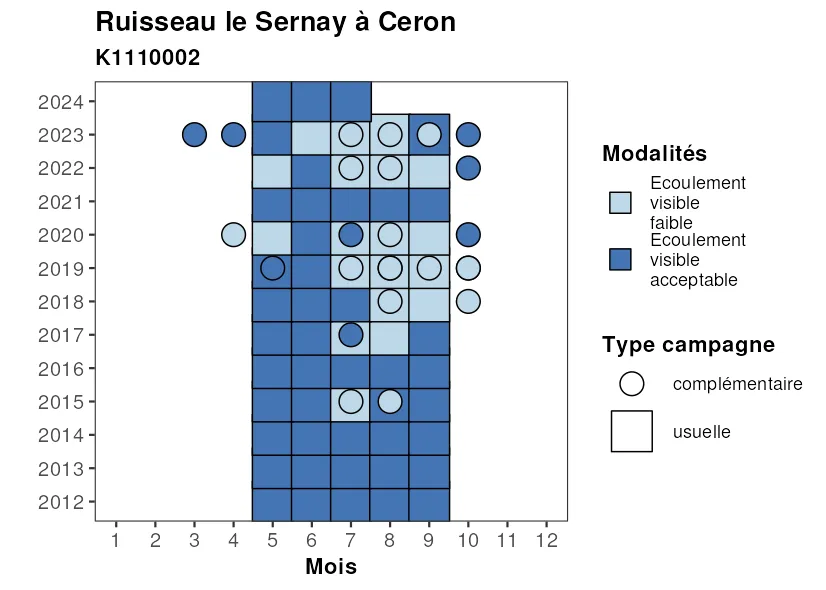 Ruisseau le Sernay à Ceron
K1110002
2024
2023
2022
2021
2020
2019
2018
2017
2016
2015
2014
2013
2012
1 2 3 4 5 6 7 8 9 10 11 12
Mois
Modalités
Ecoulement
visible
faible
Ecoulement
visible
acceptable
Type campagne
complémentaire
usuelle